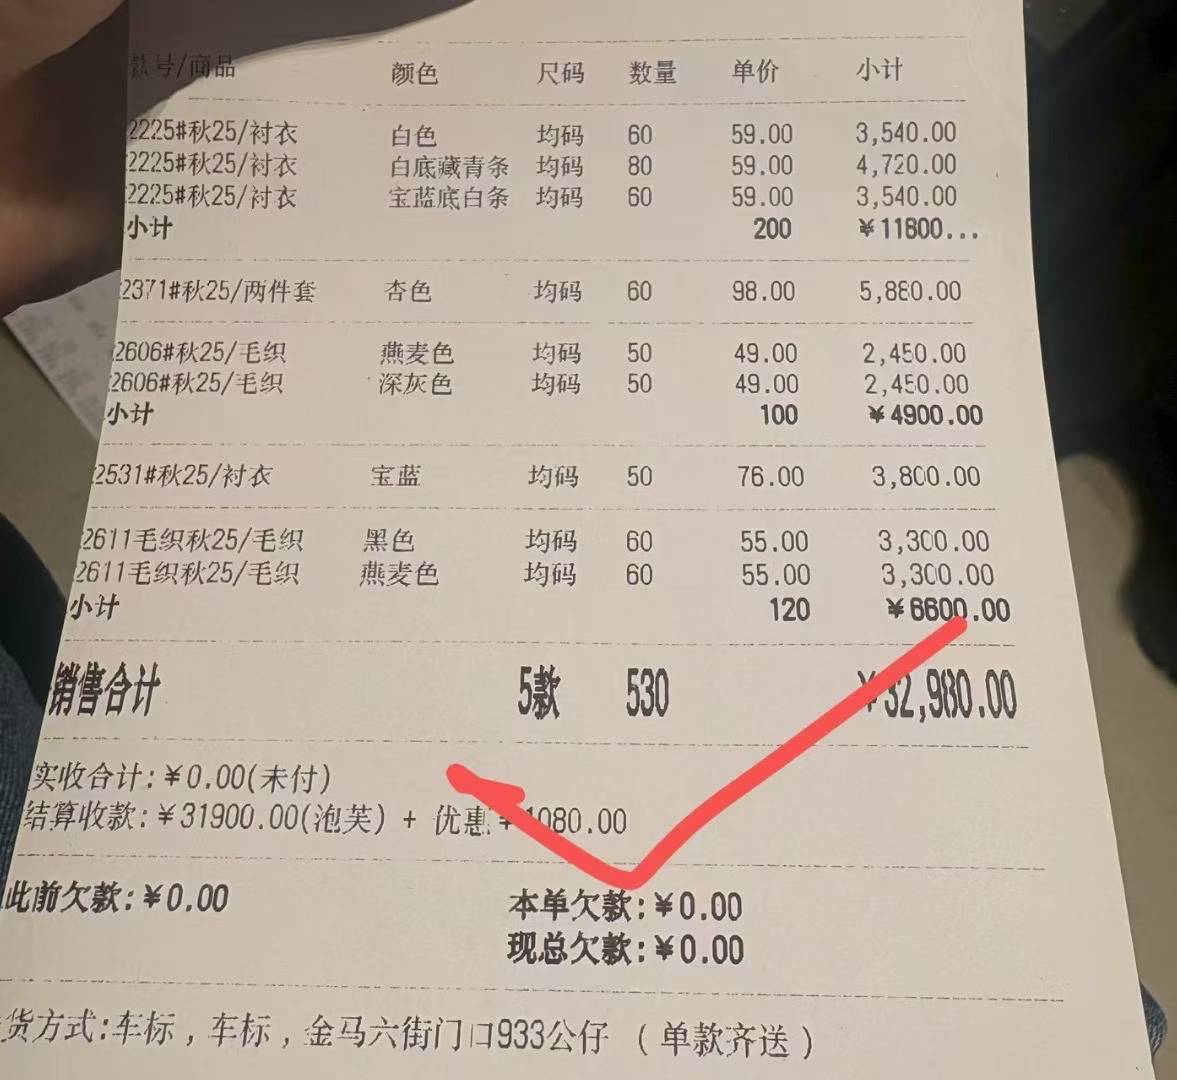 款号/商品 颜色 尺码 数量 单价 小计
2225#秋25/衬衣 白色 均码 60 59.00 3,540.00
2225#秋25/衬衣 白底藏青条 均码 80 59.00 4,720.00
2225#秋25/衬衣 宝蓝底白条 均码 60 59.00 3,540.00
小计 200 ¥11800...
2371#秋25/两件套 杏色 均码 60 98.00 5,880.00
2606#秋25/毛织 燕麦色 均码 50 49.00 2,450.00
2606#秋25/毛织 深灰色 均码 50 49.00 2,450.00
小计 100 ¥4900.00
2531#秋25/衬衣 宝蓝 均码 50 76.00 3,800.00
2611毛织秋25/毛织 黑色 均码 60 55.00 3,300.00
2611毛织秋25/毛织 燕麦色 均码 60 55.00 3,300.00
小计 120 ¥6600.00
销售合计 5款 530 ¥32,980.00
实收合计:¥0.00(未付)
结算收款:¥31900.00(泡芙) + 优惠¥1080.00
此前欠款:¥0.00 本单欠款:¥0.00
现总欠款:¥0.00
货方式:车标,车标,金马六街门口933公仔 (单款齐送)